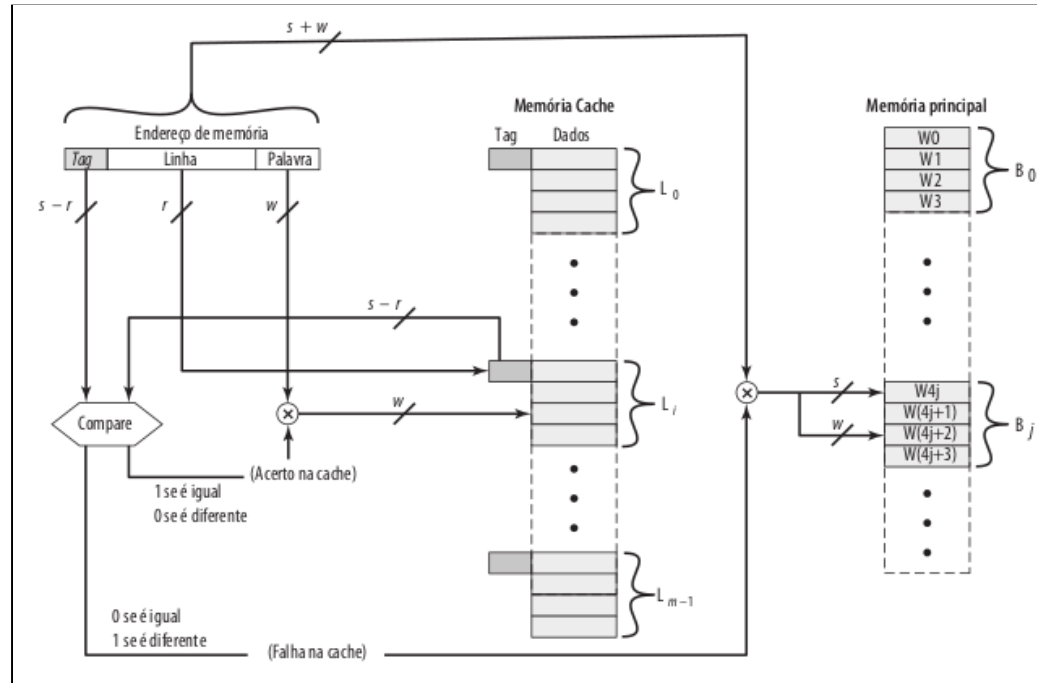 s + w
Endereço de memória
Tag Linha Palavra
s – r
r
w
Memória Cache
Tag Dados
L 0
Memória principal
W0
W1
W2
W3
B 0
s – r
Compare
w
L i
s
w
W4j
W(4j+1)
W(4j+2)
W(4j+3)
B j
(Acerto na cache)
1 se é igual
0 se é diferente
L m–1
0 se é igual
1 se é diferente
(Falha na cache)